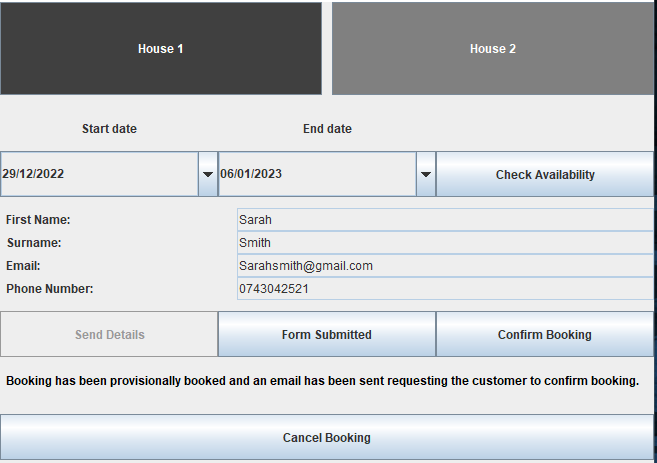 House 1 House 2
Start date End date
29/12/2022 06/01/2023 Check Availability
First Name: Sarah
Surname: Smith
Email: Sarahsmith@gmail.com
Phone Number: 0743042521
Send Details Form Submitted Confirm Booking
Booking has been provisionally booked and an email has been sent requesting the customer to confirm booking.
Cancel Booking